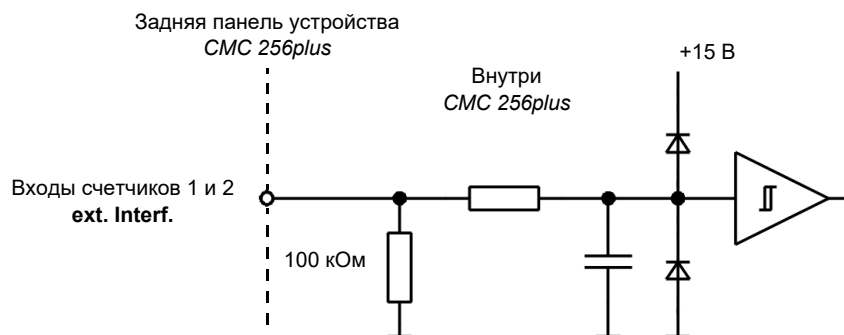 Задняя панель устройства
CMC 256plus
+15 В
Внутри
CMC 256plus
Входы счетчиков 1 и 2
ext. Interf.
100 кОм